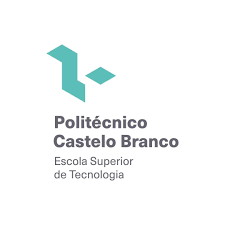 Politécnico
Castelo Branco
Escola Superior
de Tecnologia